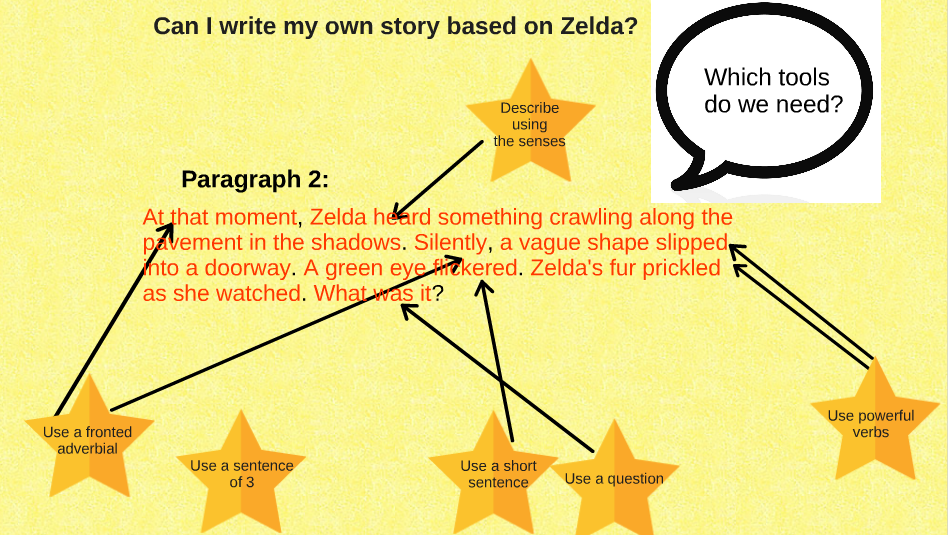 Can I write my own story based on Zelda?
Which tools
do we need?
Describe
using
the senses
Paragraph 2:
At that moment, Zelda heard something crawling along the
pavement in the shadows. Silently, a vague shape slipped
into a doorway. A green eye flickered. Zelda's fur prickled
as she watched. What was it?
Use a fronted
adverbial
Use a sentence
of 3
Use a short
sentence
Use a question
Use powerful
verbs